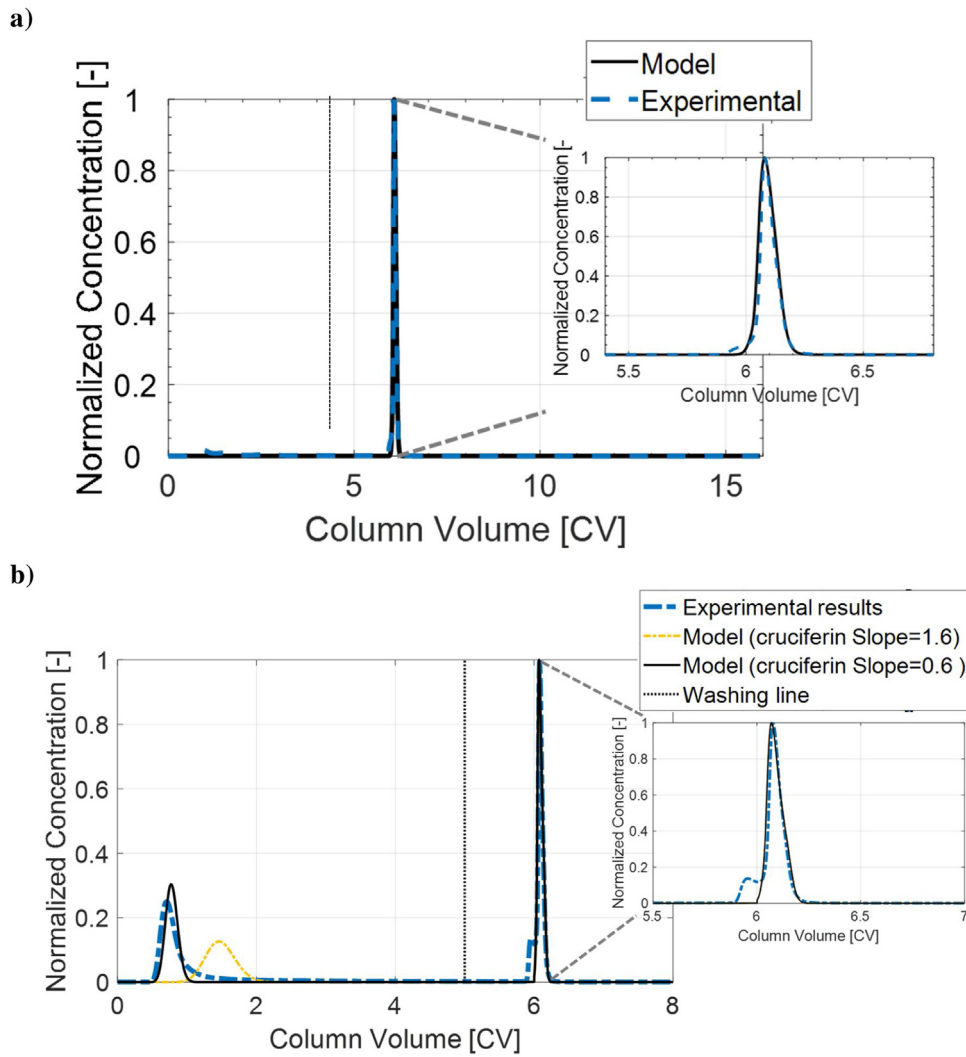 a)
Model
Experimental
Normalized Concentration [-]
1
0.8
0.6
0.4
0.2
0
0 5 10 15
Column Volume [CV]
Normalized Concentration [-]
1
0.8
0.6
0.4
0.2
0
5.5 6 6.5
Column Volume [CV]
b)
Experimental results
Model (cruciferin Slope=1.6)
Model (cruciferin Slope=0.6 )
Washing line
Normalized Concentration [-]
1
0.8
0.6
0.4
0.2
0
0 2 4 6 8
Column Volume [CV]
Normalized Concentration [-]
1
0.8
0.6
0.4
0.2
0
5.5 6 6.5 7
Column Volume [CV]